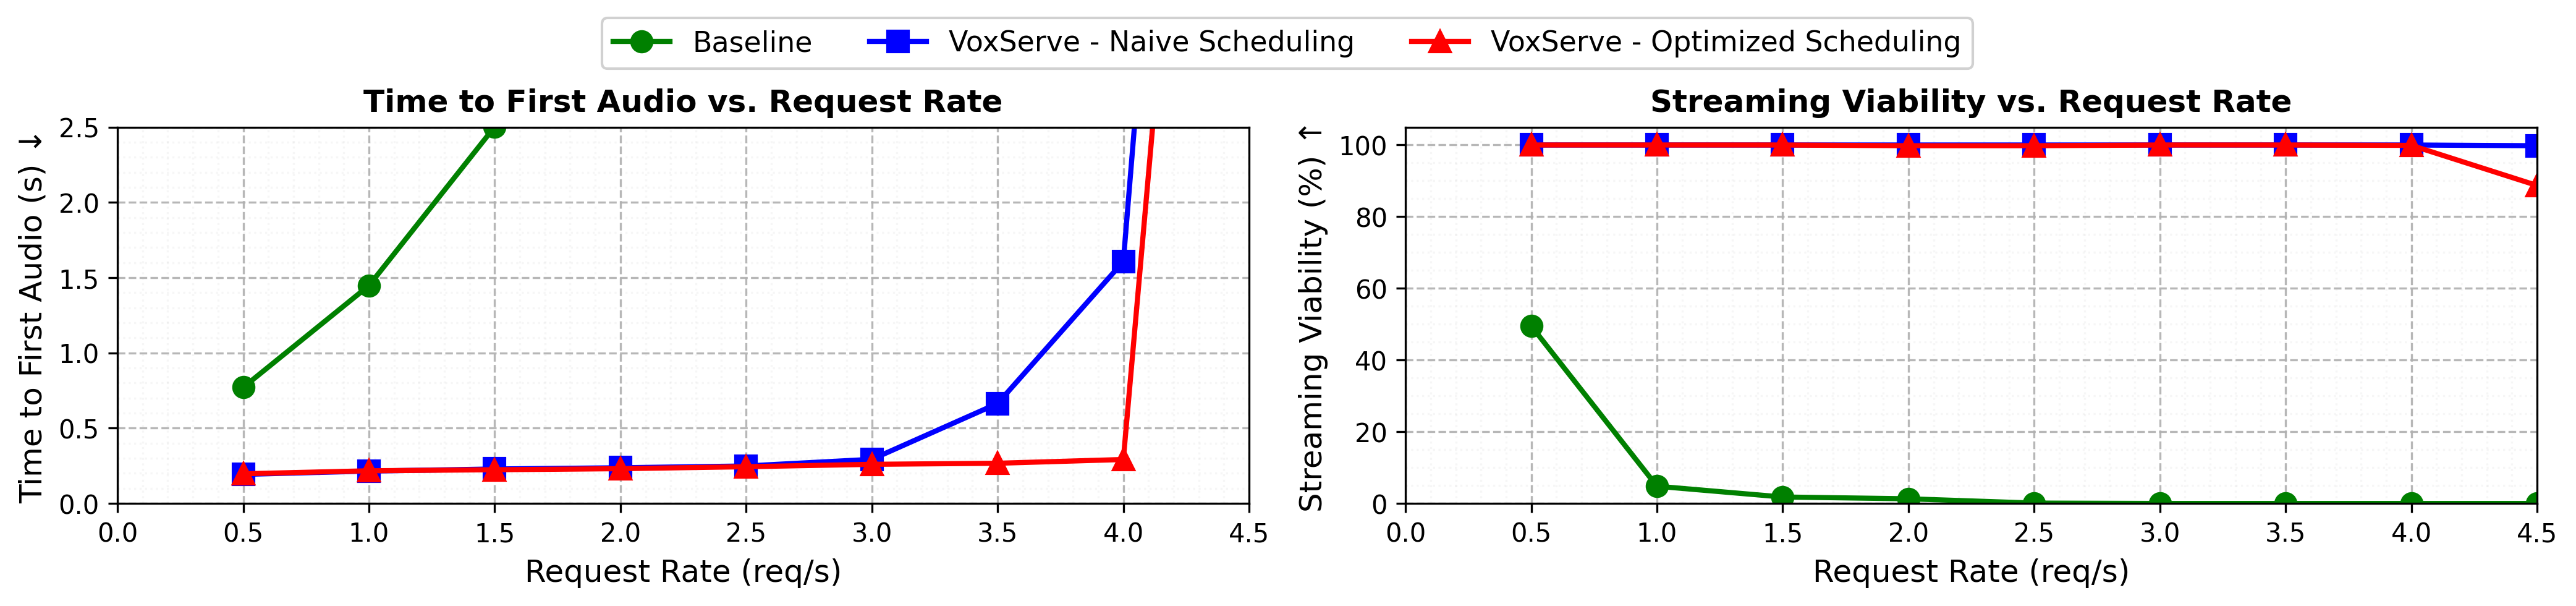 Baseline
VoxServe - Naive Scheduling
VoxServe - Optimized Scheduling
Time to First Audio vs. Request Rate
Time to First Audio (s) ↓
2.5
2.0
1.5
1.0
0.5
0.0
0.0 0.5 1.0 1.5 2.0 2.5 3.0 3.5 4.0 4.5
Request Rate (req/s)
Streaming Viability vs. Request Rate
Streaming Viability (%) ↑
100
80
60
40
20
0
0.0 0.5 1.0 1.5 2.0 2.5 3.0 3.5 4.0 4.5
Request Rate (req/s)